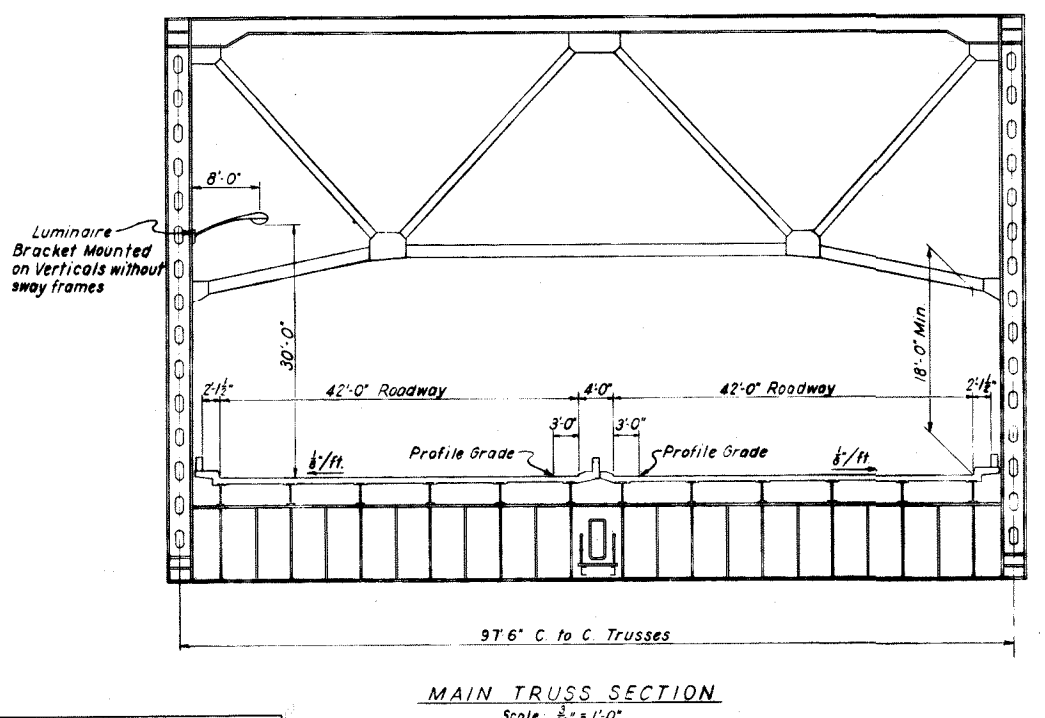 8'-0"
Luminaire
Bracket Mounted
on Verticals without
sway frames
30'-0"
18'-0" Min.
2'-1½"
42'-0" Roadway
4'-0"
42'-0" Roadway
2'-1½"
3'-0"
3'-0"
Profile Grade
Profile Grade
⅛"/ft.
⅛"/ft.
97'6" C. to C. Trusses
MAIN TRUSS SECTION
Scale: = 1'-0"